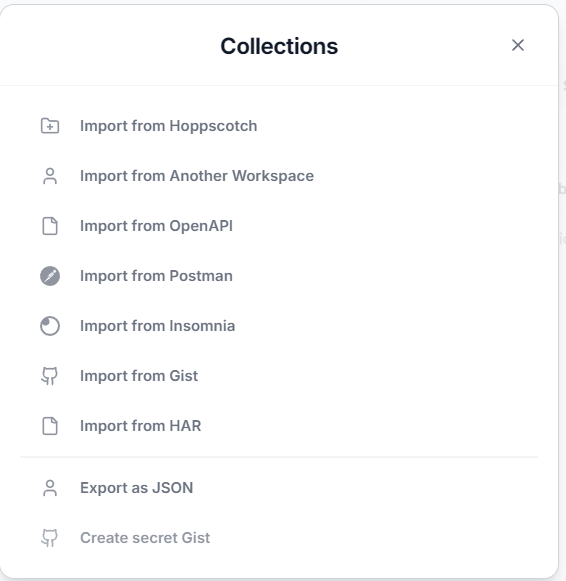 Collections
Import from Hoppscotch
Import from Another Workspace
Import from OpenAPI
Import from Postman
Import from Insomnia
Import from Gist
Import from HAR
Export as JSON
Create secret Gist